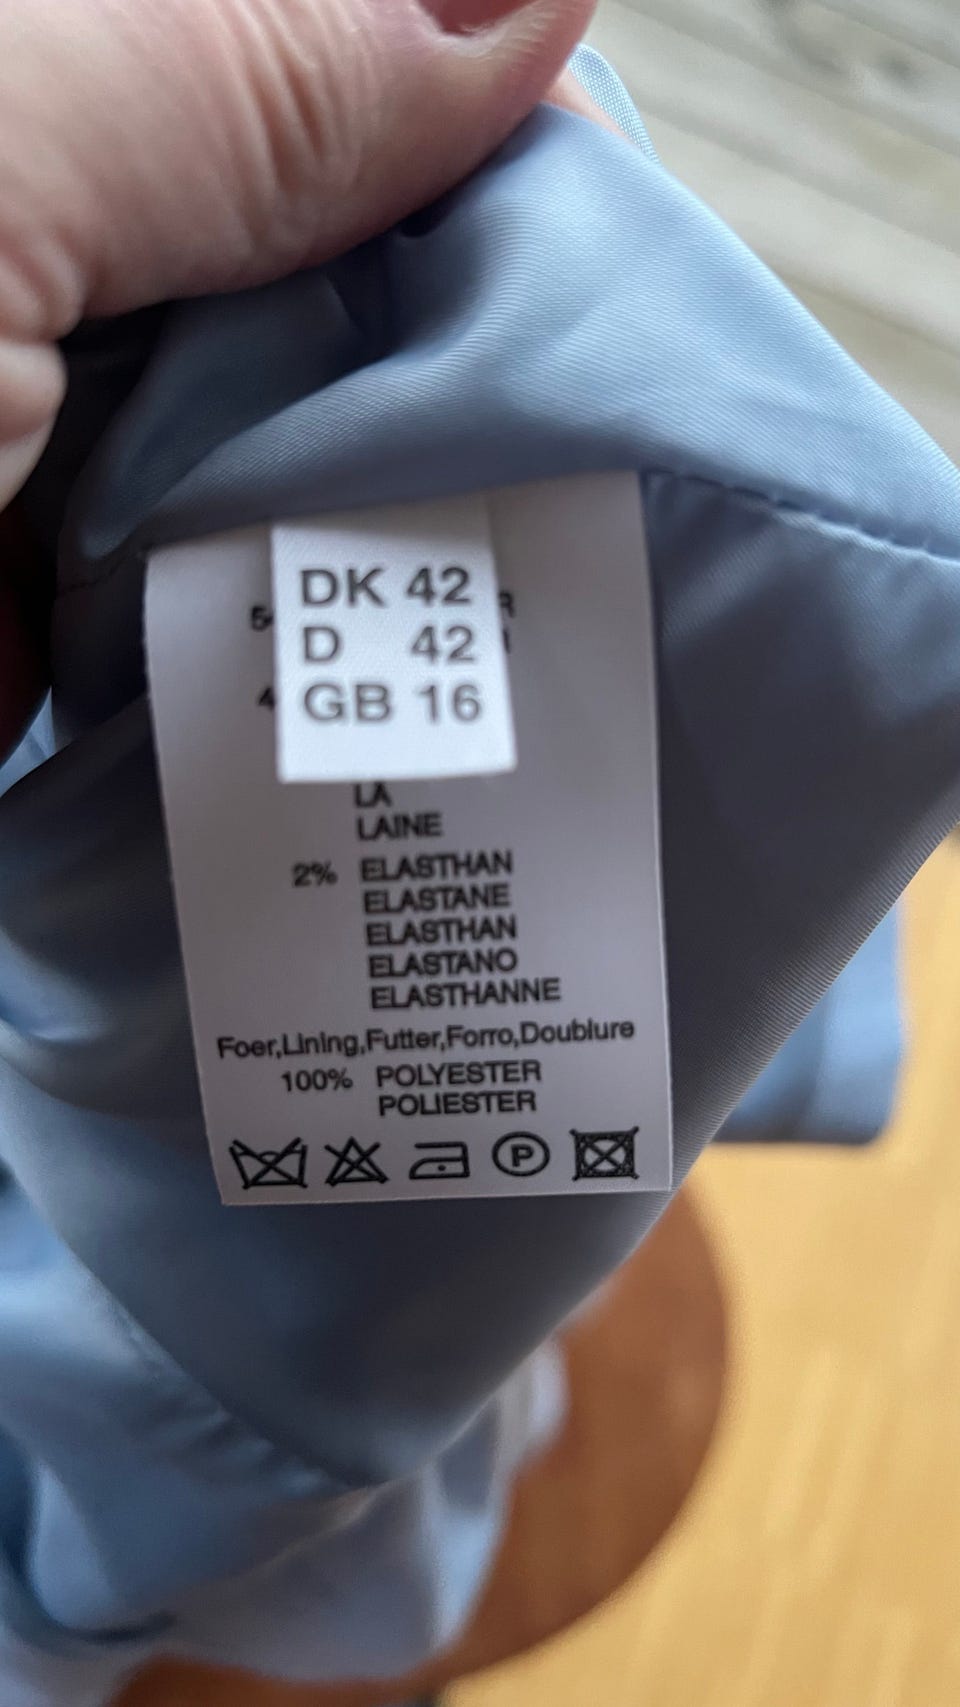 DK 42
D 42
GB 16
LA
LAINE
2% ELASTHAN
ELASTANE
ELASTHAN
ELASTANO
ELASTHANNE
Foer,Lining,Futter,Forro,Doublure
100% POLYESTER
POLIESTER
P